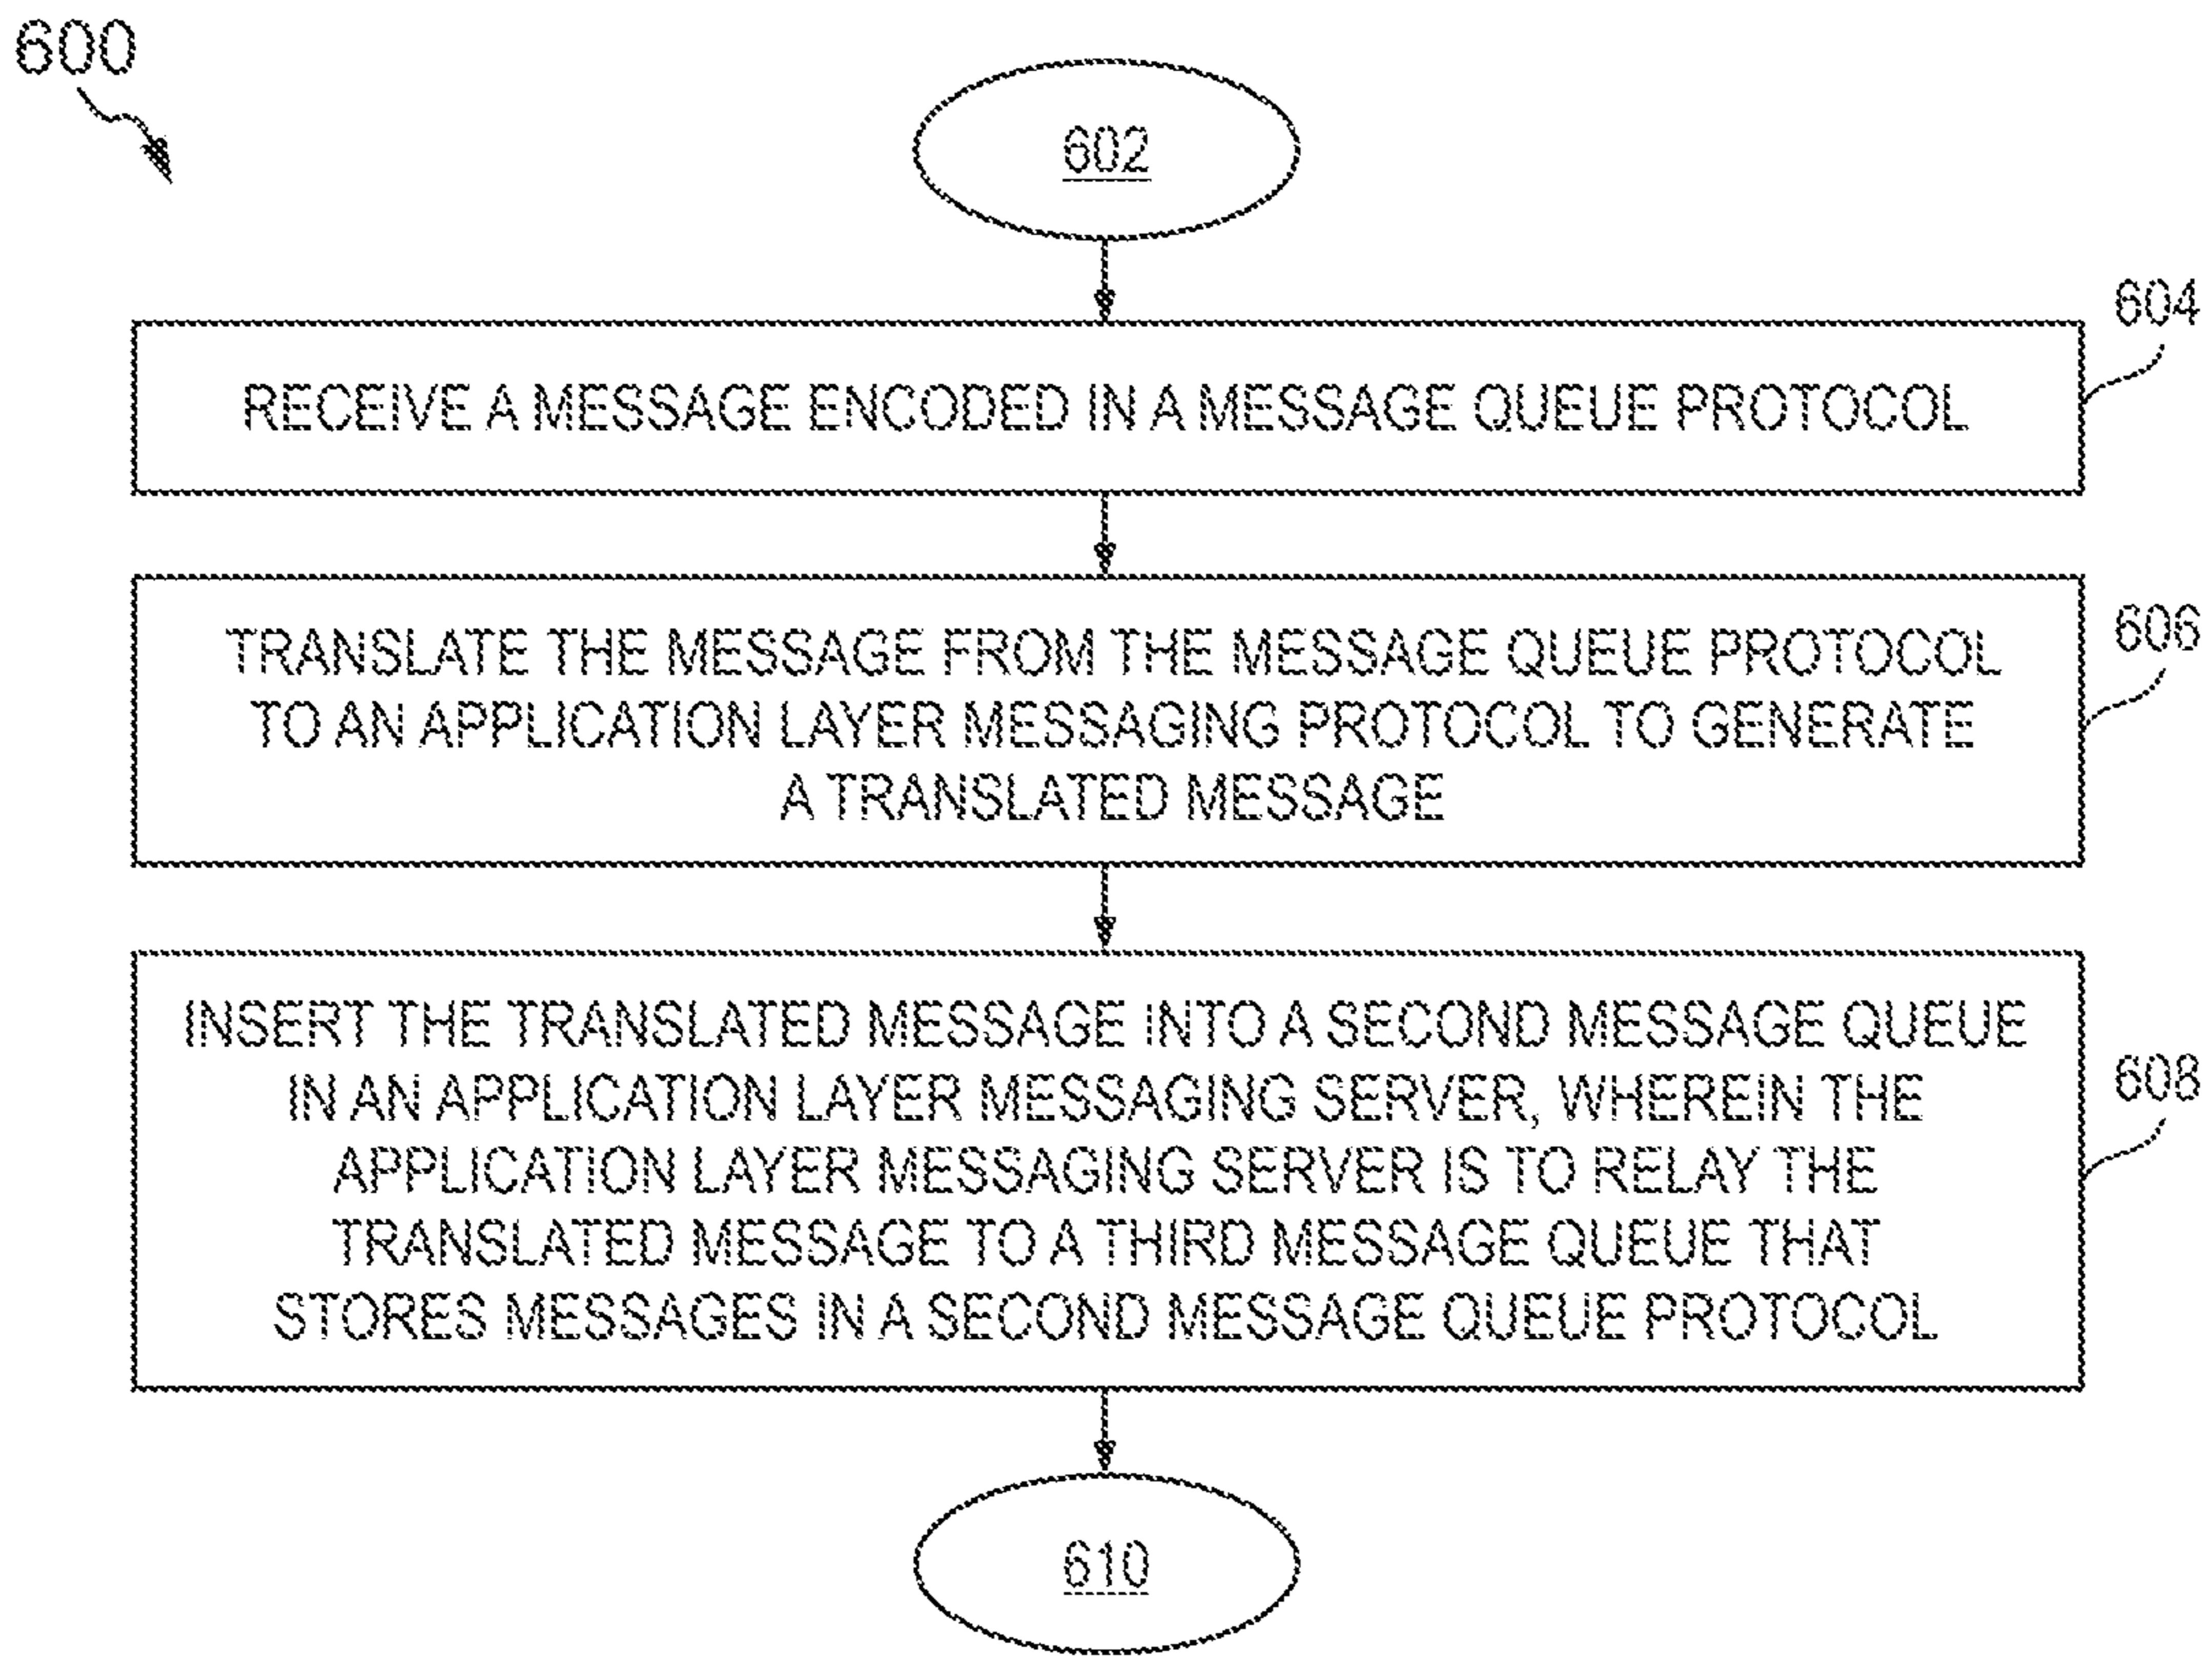 600
602
604
RECEIVE A MESSAGE ENCODED IN A MESSAGE QUEUE PROTOCOL
606
TRANSLATE THE MESSAGE FROM THE MESSAGE QUEUE PROTOCOL
TO AN APPLICATION LAYER MESSAGING PROTOCOL TO GENERATE
A TRANSLATED MESSAGE
608
INSERT THE TRANSLATED MESSAGE INTO A SECOND MESSAGE QUEUE
IN AN APPLICATION LAYER MESSAGING SERVER, WHEREIN THE
APPLICATION LAYER MESSAGING SERVER IS TO RELAY THE
TRANSLATED MESSAGE TO A THIRD MESSAGE QUEUE THAT
STORES MESSAGES IN A SECOND MESSAGE QUEUE PROTOCOL
610